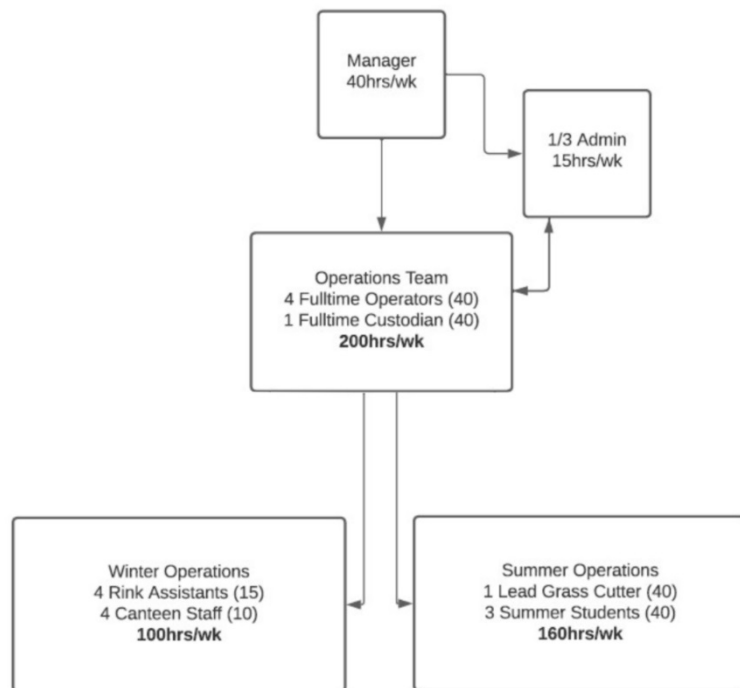 Manager
40hrs/wk
1/3 Admin
15hrs/wk
Operations Team
4 Fulltime Operators (40)
1 Fulltime Custodian (40)
200hrs/wk
Winter Operations
4 Rink Assistants (15)
4 Canteen Staff (10)
100hrs/wk
Summer Operations
1 Lead Grass Cutter (40)
3 Summer Students (40)
160hrs/wk